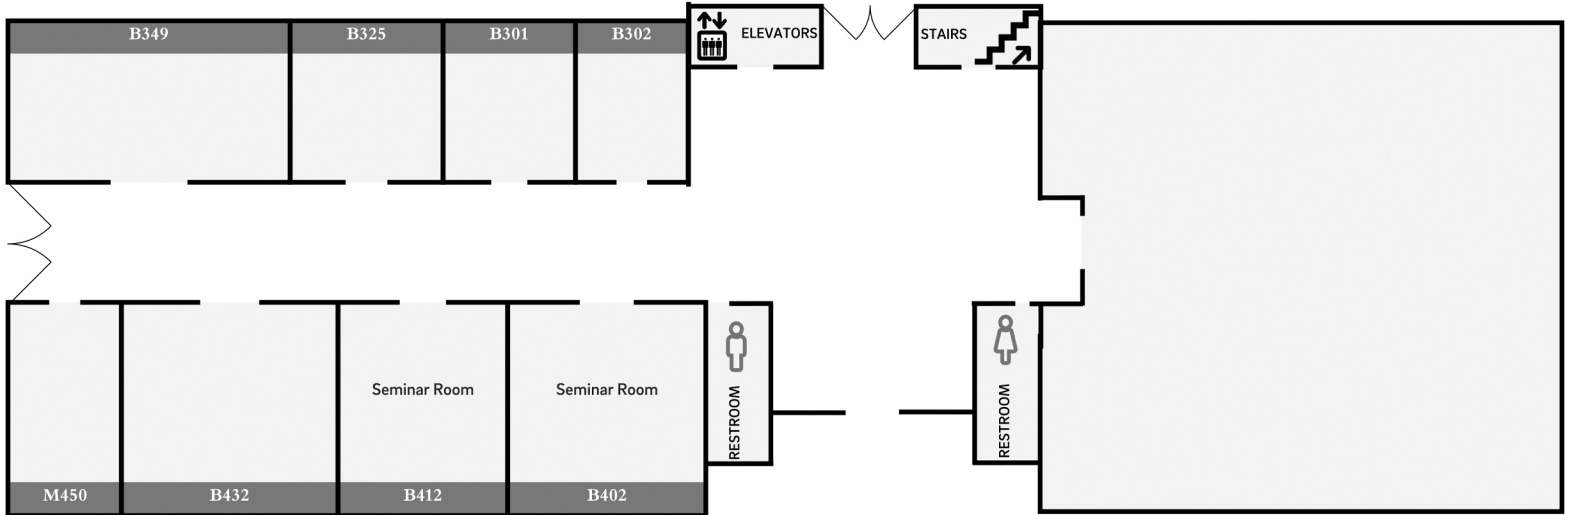 B349
B325
B301
B302
ELEVATORS
STAIRS
Seminar Room
Seminar Room
RESTROOM
RESTROOM
M450
B432
B412
B402